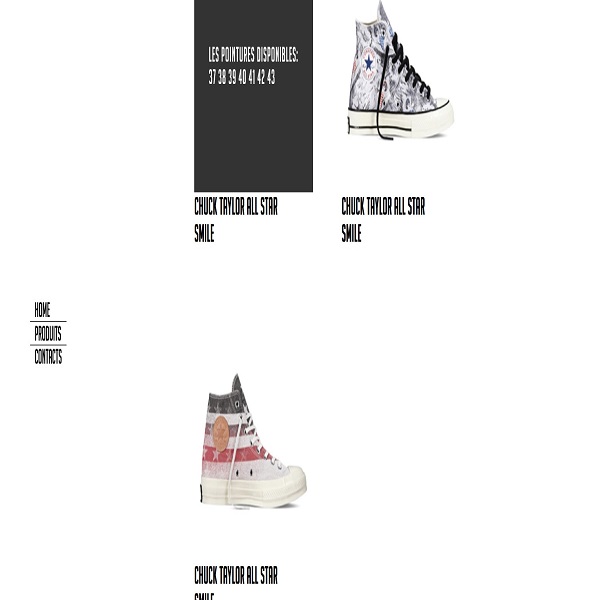 LES POINTURES DISPONIBLES:
37 38 39 40 41 42 43
CHUCK TAYLOR ALL STAR
SMILE
CHUCK TAYLOR ALL STAR
SMILE
HOME
PRODUITS
CONTACTS
CHUCK TAYLOR ALL STAR
SMILE